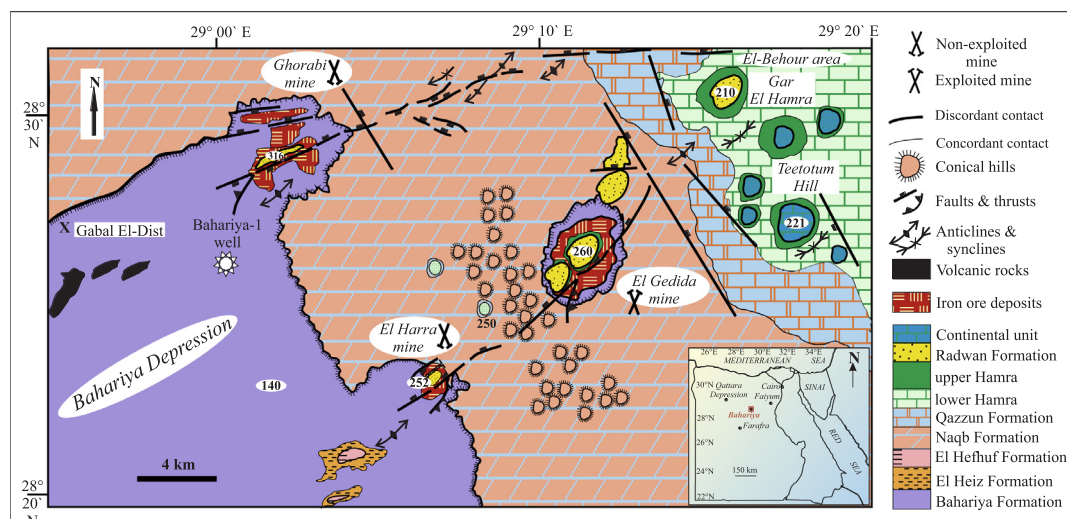 29° 00′ E
29° 10′ E
29° 20′ E
28°
30′
N
N
Ghorabi
mine
El-Behour area
Gar
El Hamra
210
316
Teetotum
Hill
221
X
Gabal El-Dist
Bahariya-1
well
260
El Gedida
mine
250
El Harra
mine
252
Bahariya Depression
140
4 km
28°
20′
N
26°E
28°E
30°E
32°E
34°E
MEDITERRANEAN
SEA
N
30°N
Qattara
Depression
Cairo
Faiyum
SINAI
28°N
Bahariya
Farafra
26°N
RED
SEA
24°N
150 km
22°N
Non-exploited
mine
Exploited mine
Discordant contact
Concordant contact
Conical hills
Faults & thrusts
Anticlines &
synclines
Volcanic rocks
Iron ore deposits
Continental unit
Radwan Formation
upper Hamra
lower Hamra
Qazzun Formation
Naqb Formation
El Hefhuf Formation
El Heiz Formation
Bahariya Formation